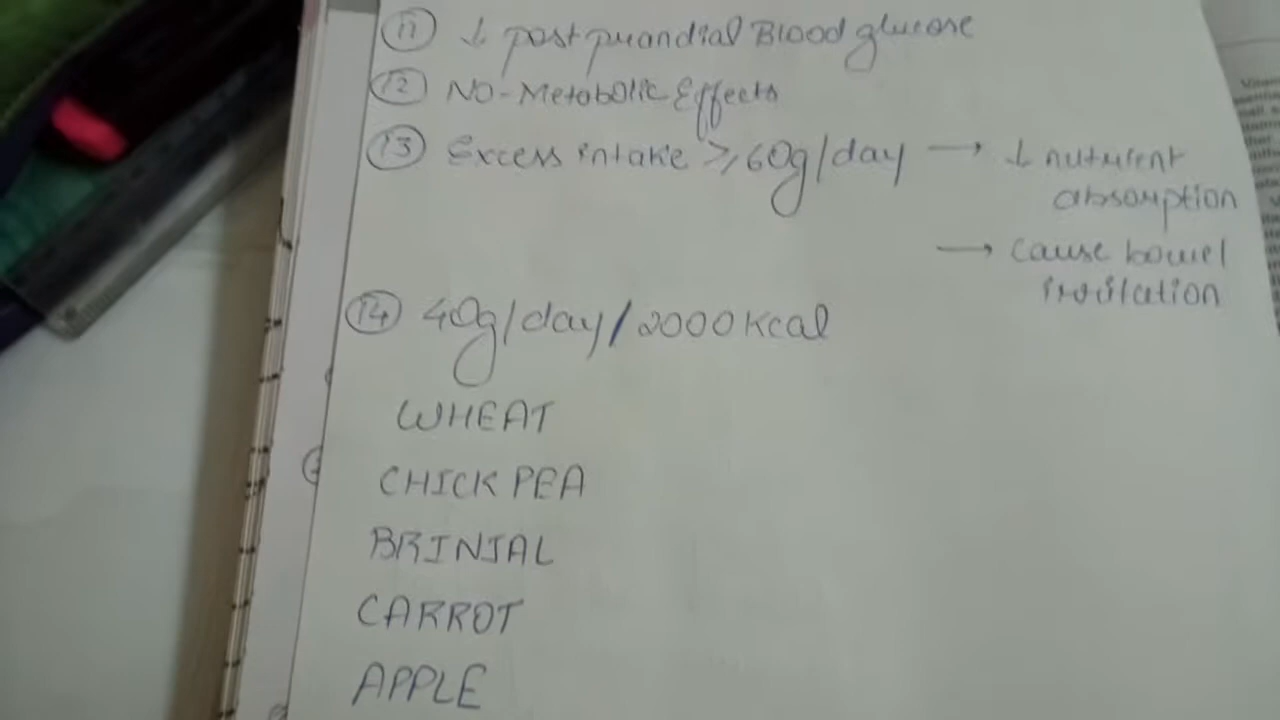 11 ↓ postprandial Blood glucose
12 NO-Metabolic Effects
13 Excess intake ≥60g/day → ↓ nutrient
absorption
→ cause bowel
irritation
14 40g/day/2000Kcal
WHEAT
CHICK PEA
BRINJAL
CARROT
APPLE